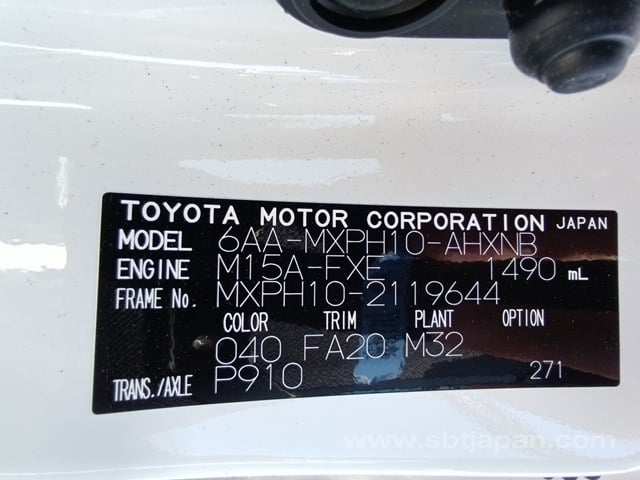 TOYOTA MOTOR CORPORATION JAPAN
MODEL 6AA-MXPH10-AHXNB
ENGINE M15A-FXE 1490 mL
FRAME No. MXPH10-2119644
COLOR TRIM PLANT OPTION
040 FA20 M32
TRANS./AXLE P910 271
www.sbtjapan.com